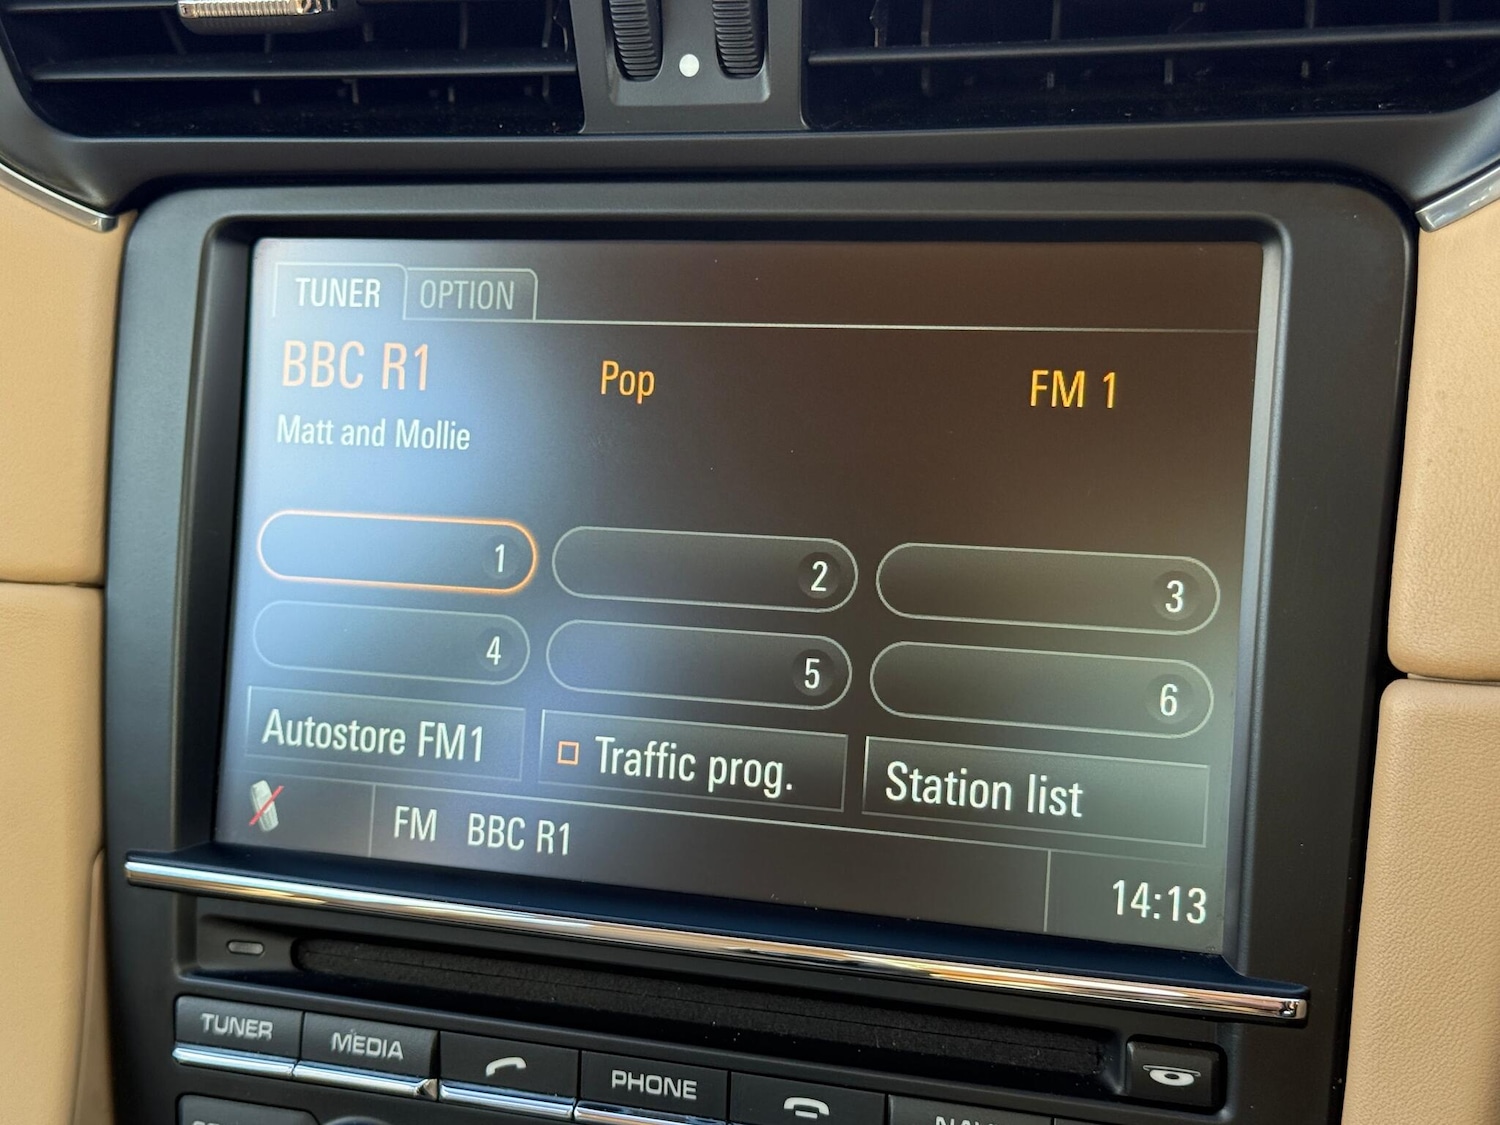 TUNER OPTION
BBC R1 Pop FM 1
Matt and Mollie
1 2 3
4 5 6
Autostore FM1 Traffic prog. Station list
FM BBC R1
14:13
TUNER MEDIA PHONE